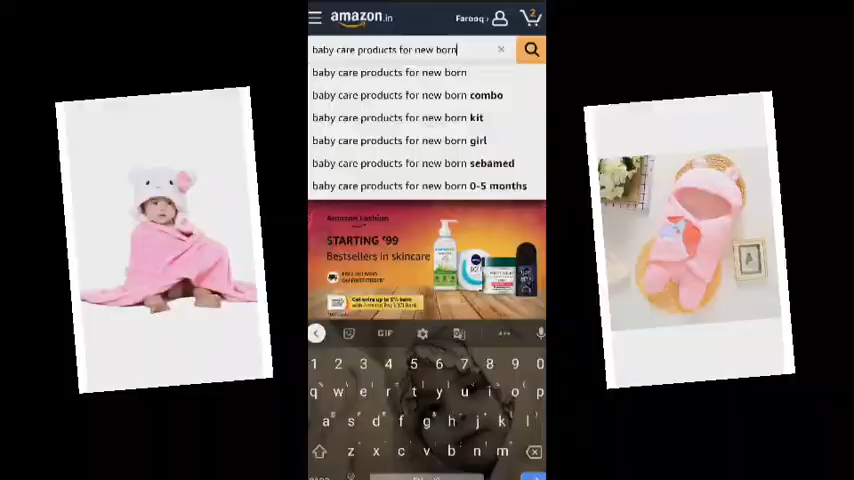 amazon.in
Farooq ›
2
baby care products for new born
×
baby care products for new born
baby care products for new born combo
baby care products for new born kit
baby care products for new born girl
baby care products for new born sebamed
baby care products for new born 0-5 months
Amazon Fashion
STARTING ₹99
Bestsellers in skincare
NIVEA
GIF
1 2 3 4 5 6 7 8 9 0
q w e r t y u i o p
a s d f g h j k l
z x c v b n m